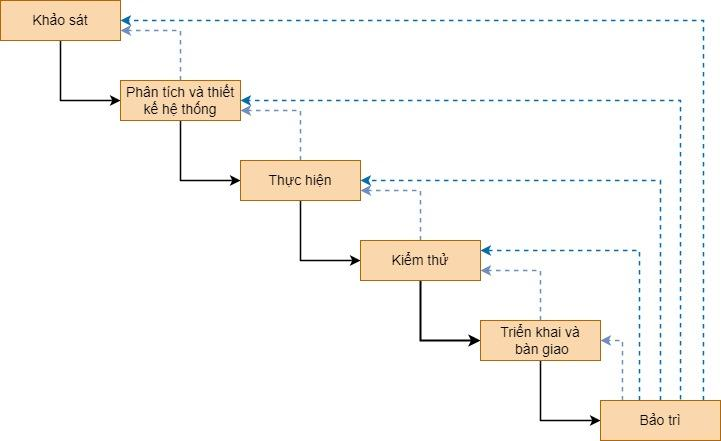 Khảo sát
Phân tích và thiết
kế hệ thống
Thực hiện
Kiểm thử
Triển khai và
bàn giao
Bảo trì